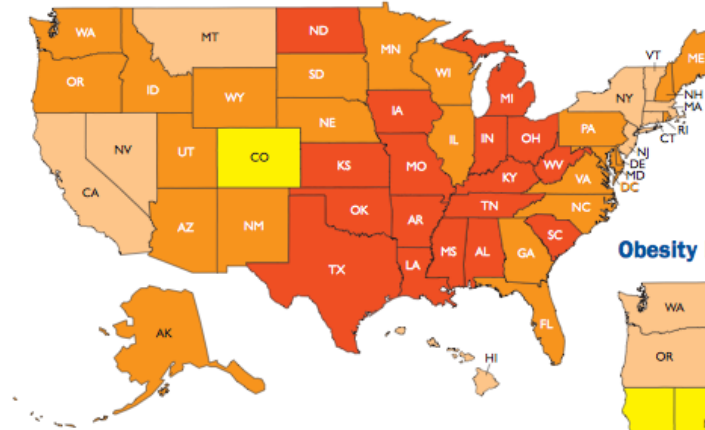 WA
MT
ND
MN
VT
ME
OR
ID
SD
WI
NY
NH
MA
WY
MI
RI
CT
IA
NE
PA
NJ
IL
IN
OH
DE
NV
UT
CO
MD
DC
WV
VA
KS
MO
KY
CA
NC
TN
OK
AZ
NM
AR
SC
MS
AL
GA
TX
LA
Obesity
FL
WA
AK
HI
OR